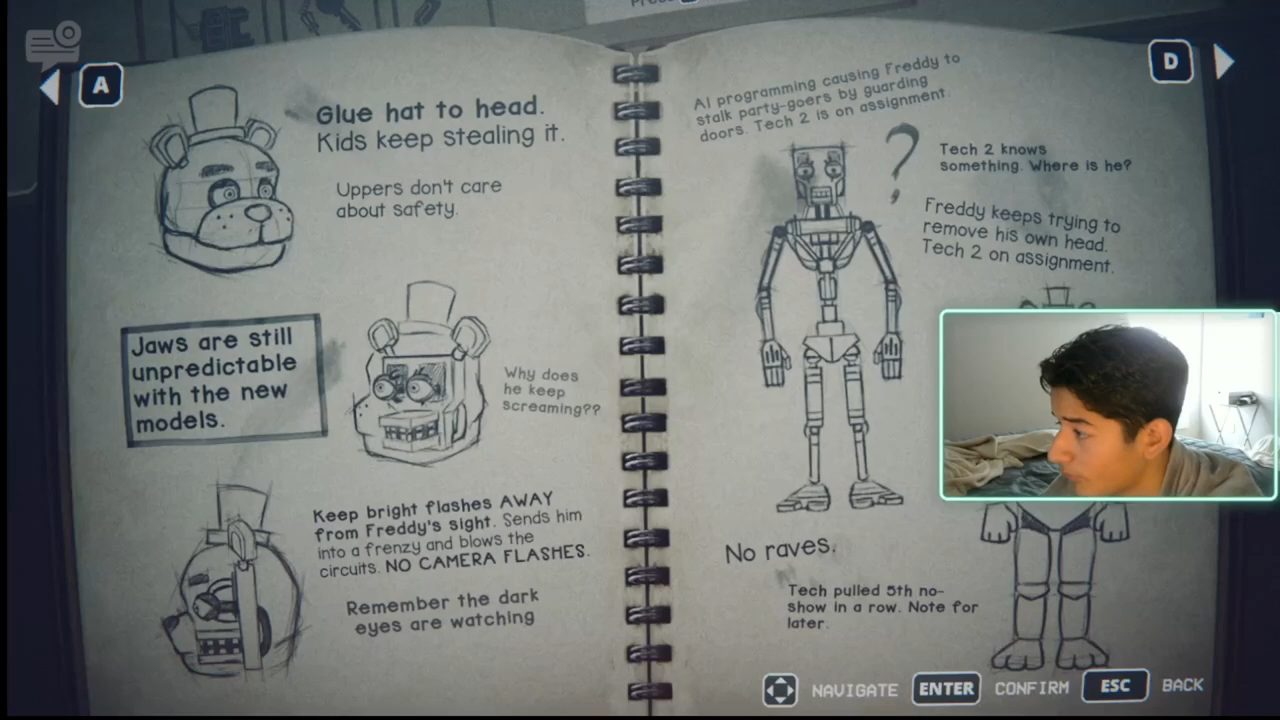 A
D
Glue hat to head.
Kids keep stealing it.
Uppers don't care
about safety.
Jaws are still
unpredictable
with the new
models.
Why does
he keep
screaming??
Keep bright flashes AWAY
from Freddy's sight. Sends him
into a frenzy and blows the
circuits. NO CAMERA FLASHES.
Remember the dark
eyes are watching
AI programming causing Freddy to
stalk party-goers by guarding
doors. Tech 2 is on assignment.
?
Tech 2 knows
something. Where is he?
Freddy keeps trying to
remove his own head.
Tech 2 on assignment.
No raves.
Tech pulled 5th no-
show in a row. Note for
later.
NAVIGATE ENTER CONFIRM ESC BACK